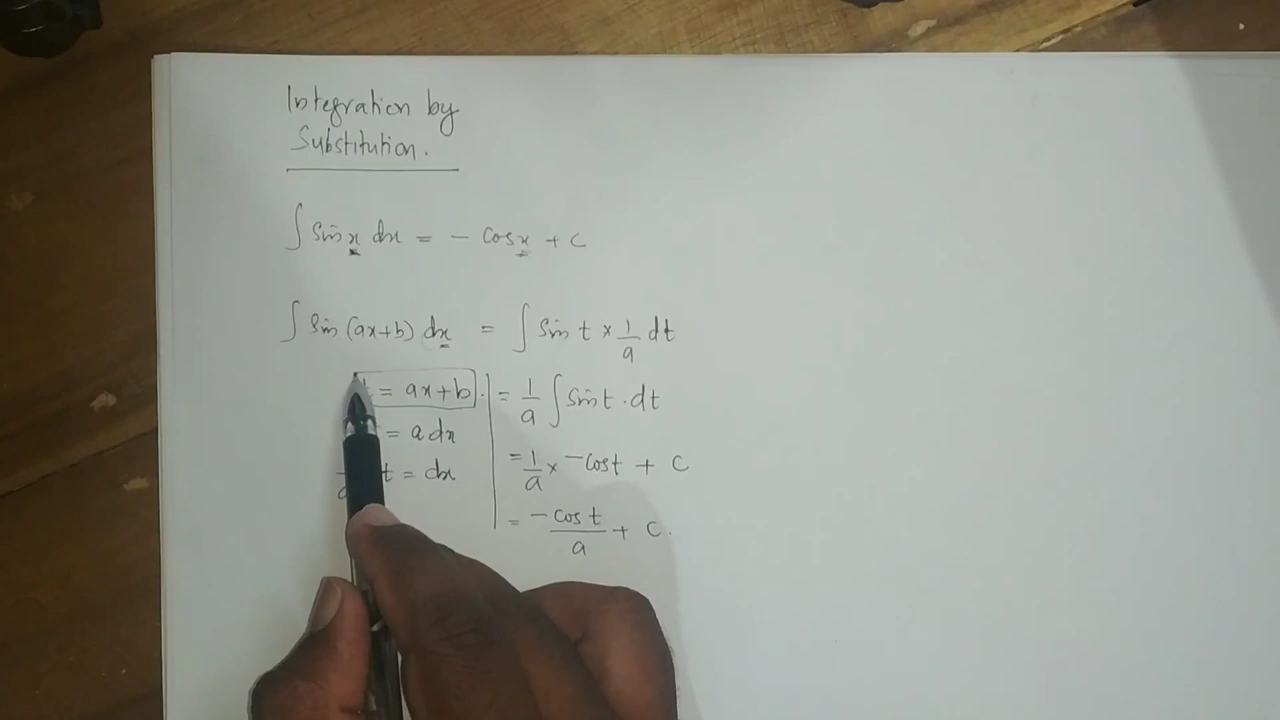 Integration by
Substitution.
∫ Sin x dx = - Cos x + c
∫ Sin (ax+b) dx = ∫ Sin t × 1/a dt
= ax+b
= a dx
t = dx
= 1/a ∫ Sin t . dt
= 1/a × -Cos t + c
= -Cos t/a + c.